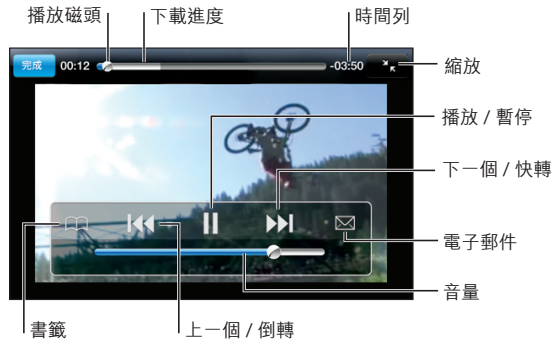 播放磁頭 下載進度 時間列
完成 00:12 -03:50 縮放
播放 / 暫停
下一個 / 快轉
電子郵件
音量
書籤 上一個 / 倒轉